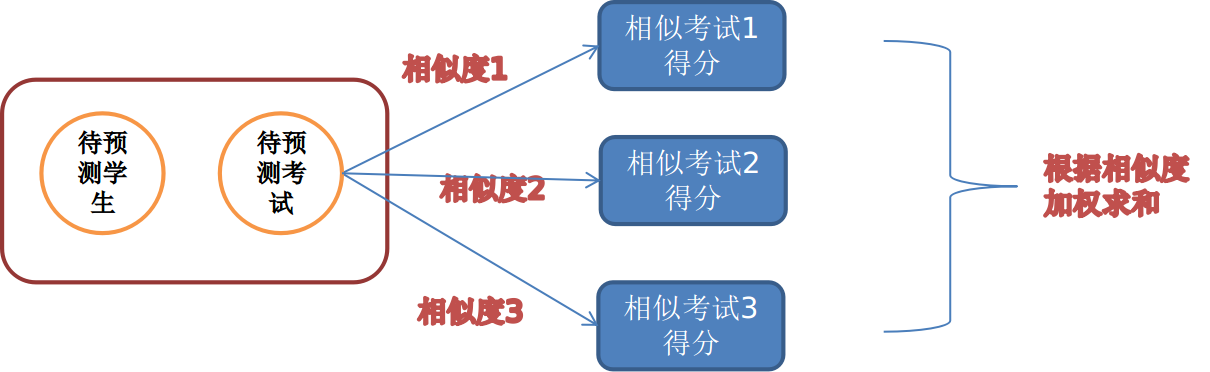 待预
测学
生
待预
测考
试
相似度1
相似度2
相似度3
相似考试1
得分
相似考试2
得分
相似考试3
得分
根据相似度
加权求和